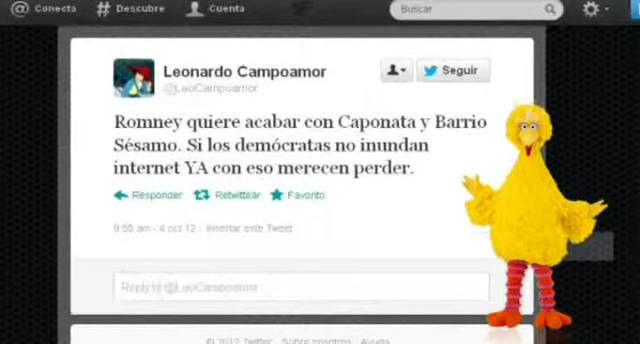 Conecta Descubre Cuenta Buscar
Leonardo Campoamor
@LeoCampoamor
Seguir
Romney quiere acabar con Caponata y Barrio
Sésamo. Si los demócratas no inundan
internet YA con eso merecen perder.
Responder Retwittear Favorito
9:55 am - 4 oct 12 Insertar este Tweet
Reply to @LeoCampoamor
© 2012 Twitter Sobre nosotros Ayuda